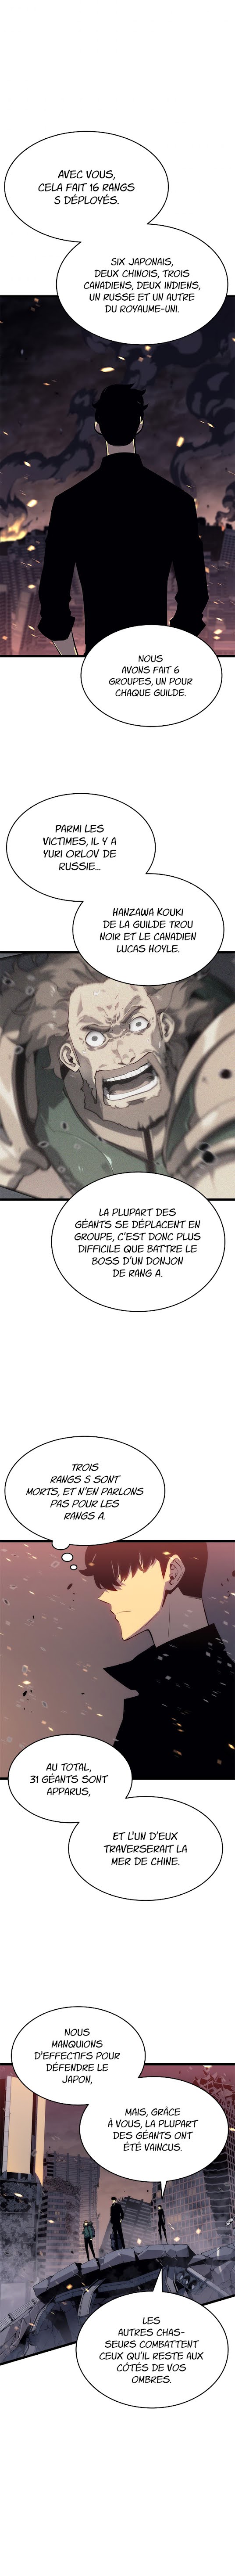 AVEC VOUS,
CELA FAIT 16 RANGS
S DÉPLOYÉS.
SIX JAPONAIS,
DEUX CHINOIS, TROIS
CANADIENS, DEUX INDIENS,
UN RUSSE ET UN AUTRE
DU ROYAUME-UNI.
NOUS
AVONS FAIT 6
GROUPES, UN POUR
CHAQUE GUILDE.
PARMI LES
VICTIMES, IL Y A
YURI ORLOV DE
RUSSIE...
HANZAWA KOUKI
DE LA GUILDE TROU
NOIR ET LE CANADIEN
LUCAS HOYLE.
LA PLUPART DES
GÉANTS SE DÉPLACENT EN
GROUPE, C'EST DONC PLUS
DIFFICILE QUE BATTRE LE
BOSS D'UN DONJON
DE RANG A.
TROIS
RANGS S SONT
MORTS, ET N'EN PARLONS
PAS POUR LES
RANGS A.
AU TOTAL,
31 GÉANTS SONT
APPARUS,
ET L'UN D'EUX
TRAVERSERAIT LA
MER DE CHINE.
NOUS
MANQUIONS
D'EFFECTIFS POUR
DÉFENDRE LE
JAPON,
MAIS, GRÂCE
À VOUS, LA PLUPART
DES GÉANTS ONT
ÉTÉ VAINCUS.
LES
AUTRES CHAS-
SEURS COMBATTENT
CEUX QU'IL RESTE AUX
CÔTÉS DE VOS
OMBRES.